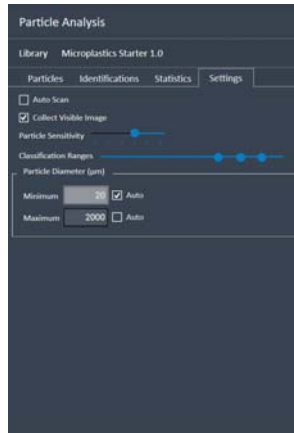 Particle Analysis
Library Microplastics Starter 1.0
Particles Identifications Statistics Settings
Auto Scan
Collect Visible Image
Particle Sensitivity
Classification Ranges
Particle Diameter (µm)
Minimum 20 Auto
Maximum 2000 Auto